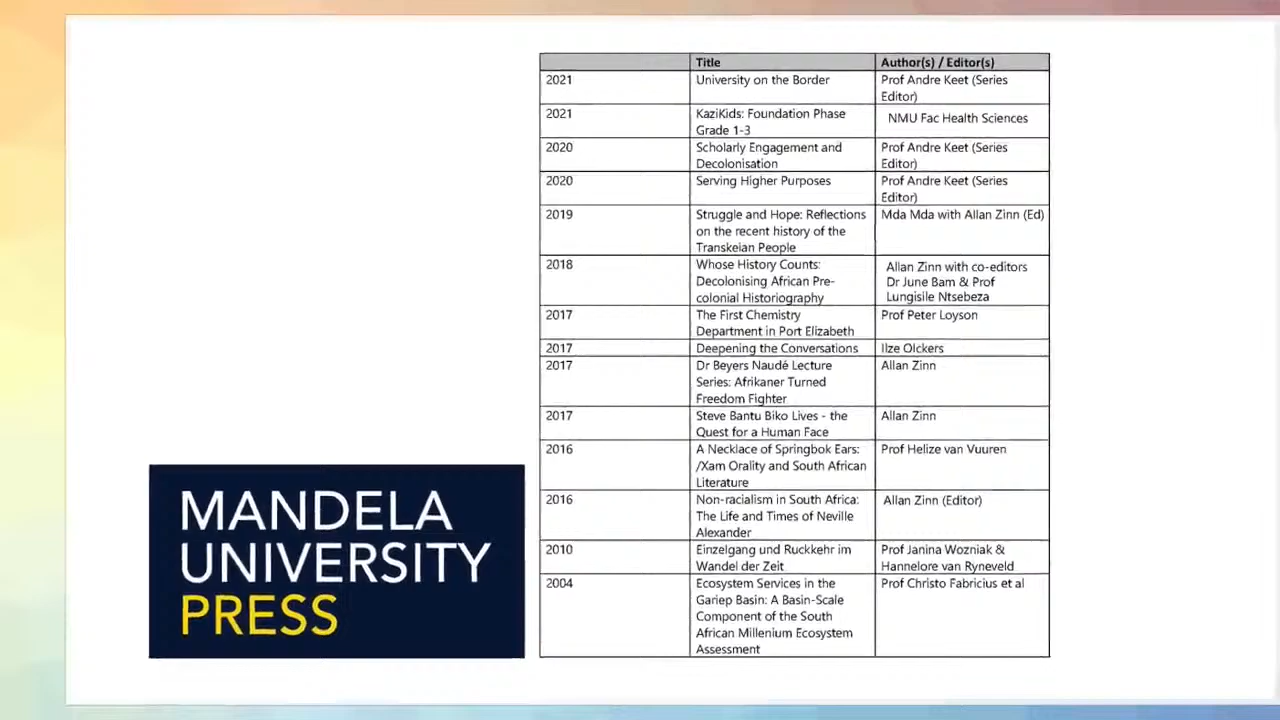 Title Author(s) / Editor(s)
2021 University on the Border Prof Andre Keet (Series
Editor)
2021 KaziKids: Foundation Phase NMU Fac Health Sciences
Grade 1-3
2020 Scholarly Engagement and Prof Andre Keet (Series
Decolonisation Editor)
2020 Serving Higher Purposes Prof Andre Keet (Series
Editor)
2019 Struggle and Hope: Reflections Mda Mda with Allan Zinn (Ed)
on the recent history of the
Transkeian People
2018 Whose History Counts: Allan Zinn with co-editors
Decolonising African Pre- Dr June Bam & Prof
colonial Historiography Lungisile Ntsebeza
2017 The First Chemistry Prof Peter Loyson
Department in Port Elizabeth
2017 Deepening the Conversations Ilze Olckers
2017 Dr Beyers Naudé Lecture Allan Zinn
Series: Afrikaner Turned
Freedom Fighter
2017 Steve Bantu Biko Lives - the Allan Zinn
Quest for a Human Face
2016 A Necklace of Springbok Ears: Prof Helize van Vuuren
/Xam Orality and South African
Literature
2016 Non-racialism in South Africa: Allan Zinn (Editor)
The Life and Times of Neville
Alexander
2010 Einzelgang und Ruckkehr im Prof Janina Wozniak &
Wandel der Zeit Hannelore van Ryneveld
2004 Ecosystem Services in the Prof Christo Fabricius et al
Gariep Basin: A Basin-Scale
Component of the South
African Millenium Ecosystem
Assessment
MANDELA
UNIVERSITY
PRESS